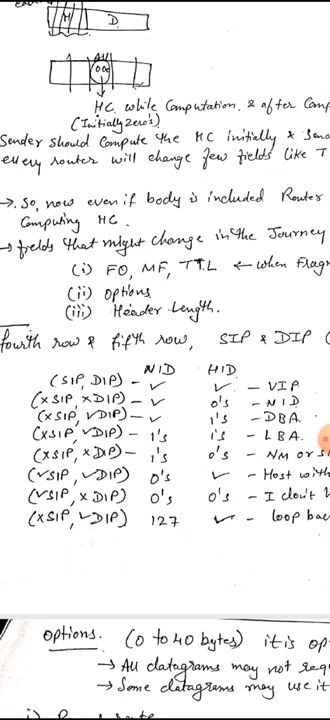 H D
000
HC while Computation & after Comp
(Initially zero's)
Sender should compute the HC initially & send
every router will change few fields like T
→ So, now even if body is included Router
Computing HC.
→ fields that might change in the Journey
(i) FO, MF, TTL ← when Fragm
(ii) Options
(iii) Header Length.
fourth row & fifth row, SIP & DIP (
NID HID
(SIP, DIP) - ✓ ✓ - VIP
(×SIP, ×DIP) - ✓ 0's - NID
(×SIP, ✓DIP) - ✓ 1's - DBA.
(×SIP, ✓DIP) - 1's 1's - LBA.
(×SIP, ×DIP) - 1's 0's - NM or S
(✓SIP, ✓DIP) 0's ✓ - Host with
(✓SIP, ×DIP) 0's 0's - I don't
(×SIP, ✓DIP) 127 ✓ - loop bac
Options. (0 to 40 bytes) it is op
→ All datagrams may not requ
→ Some datagrams may use it